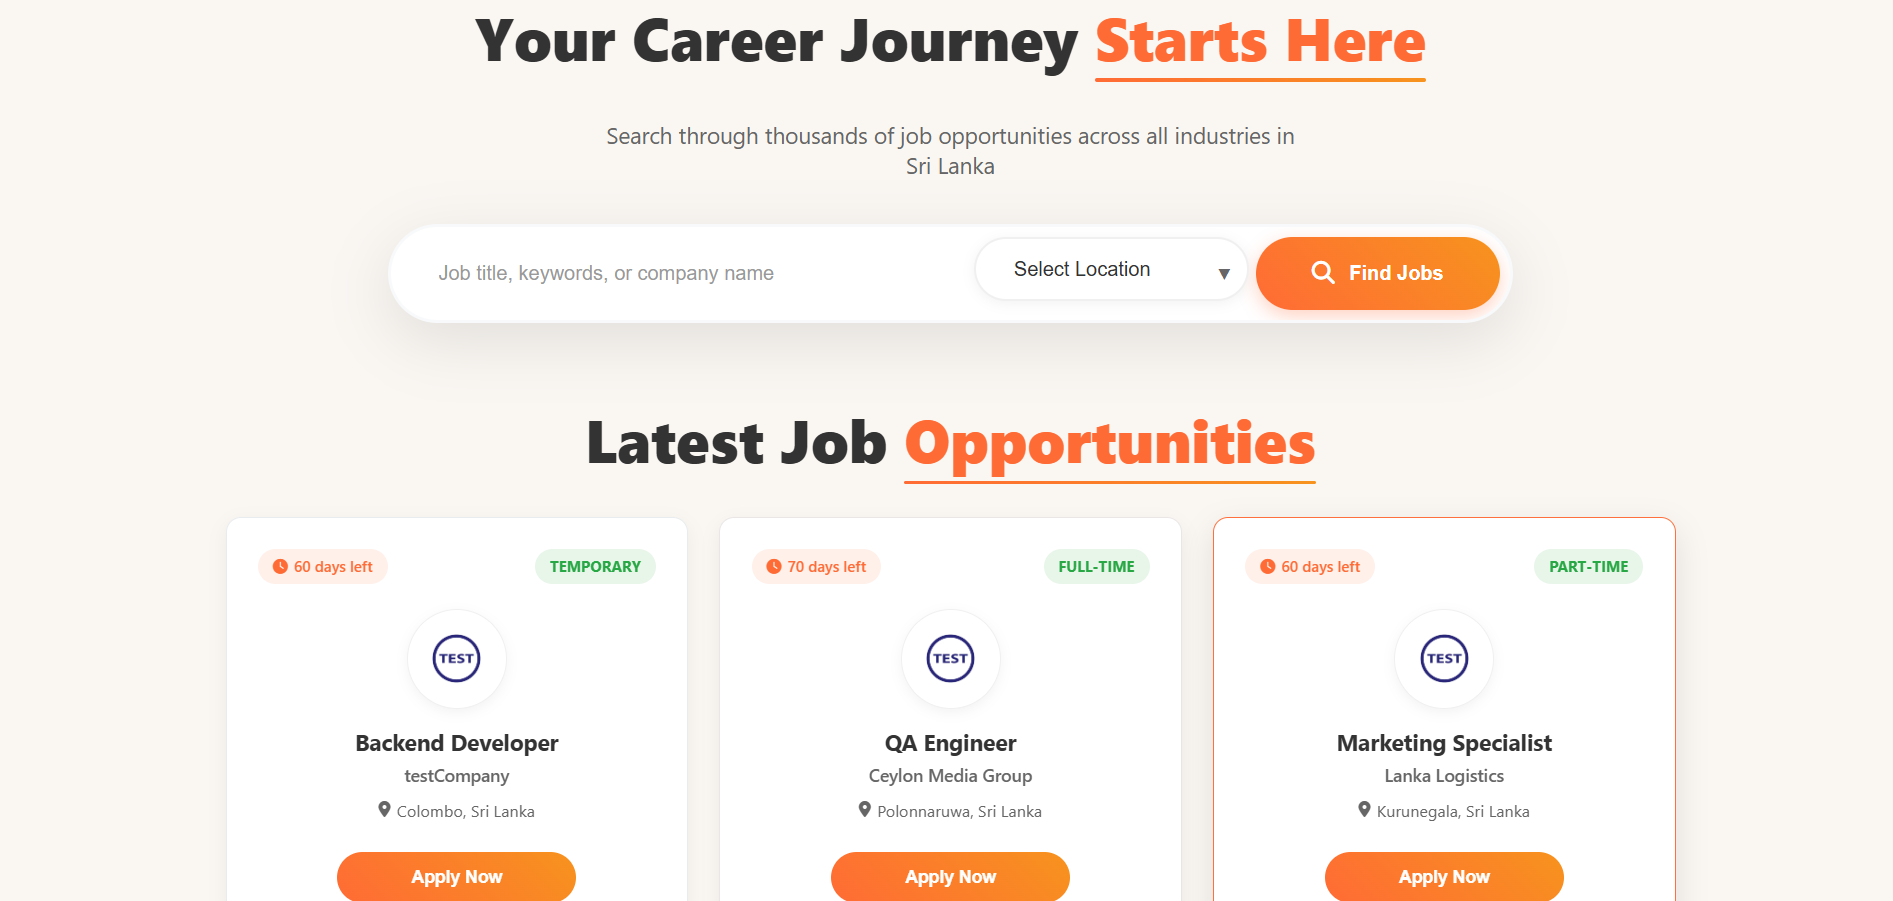 Your Career Journey Starts Here
Search through thousands of job opportunities across all industries in
Sri Lanka
Job title, keywords, or company name
Select Location
Find Jobs
Latest Job Opportunities
60 days left
TEMPORARY
TEST
Backend Developer
testCompany
Colombo, Sri Lanka
Apply Now
70 days left
FULL-TIME
TEST
QA Engineer
Ceylon Media Group
Polonnaruwa, Sri Lanka
Apply Now
60 days left
PART-TIME
TEST
Marketing Specialist
Lanka Logistics
Kurunegala, Sri Lanka
Apply Now